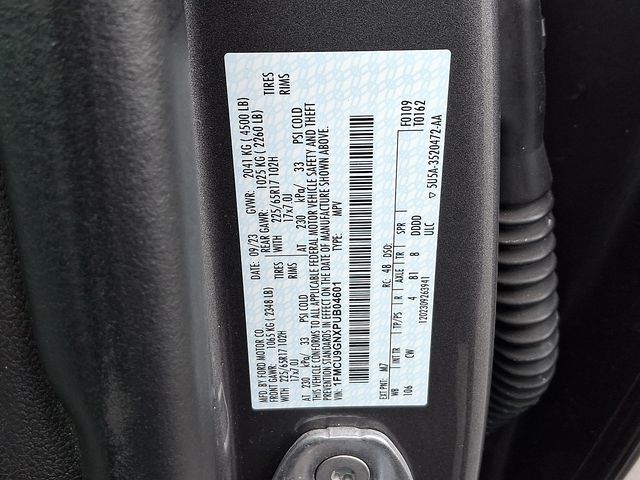 MFD. BY FORD MOTOR CO. DATE: 09/23 GVWR: 2041 KG ( 4500 LB)
FRONT GAWR: 1065 KG ( 2348 LB) REAR GAWR: 1025 KG ( 2260 LB)
WITH 225/65R17 102H TIRES WITH 225/65R17 102H TIRES
17x7.0J RIMS 17x7.0J RIMS
AT 230 kPa/ 33 PSI COLD AT 230 kPa/ 33 PSI COLD
THIS VEHICLE CONFORMS TO ALL APPLICABLE FEDERAL MOTOR VEHICLE SAFETY AND THEFT
PREVENTION STANDARDS IN EFFECT ON THE DATE OF MANUFACTURE SHOWN ABOVE.
VIN: 1FMCU9GNXPUB04601 TYPE: MPV
EXT PNT: M7 RC: 48 DSO: F0109
WB INT TR TP/PS R AXLE TR SPR T0162
106 CW 4 81 8 DDDD
ULC
120230926394 1
▽ 5U5A-3520472-AA